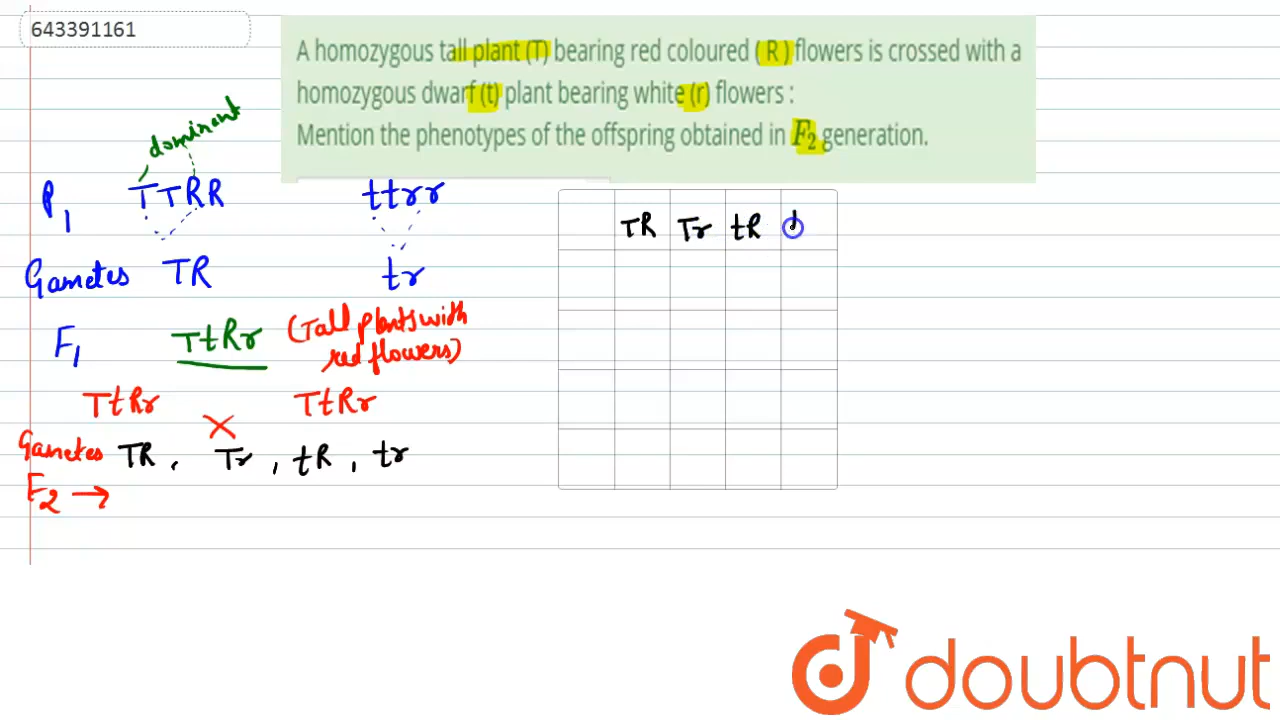 643391161
A homozygous tall plant (T) bearing red coloured ( R ) flowers is crossed with a
homozygous dwarf (t) plant bearing white (r) flowers :
Mention the phenotypes of the offspring obtained in F2 generation.
dominant
P1 TTRR ttrr
Gametes TR tr
F1 TtRr (Tall plants with
red flowers)
TtRr X TtRr
Gametes TR, Tr, tR, tr
F2 →
TR Tr tR
doubtnut